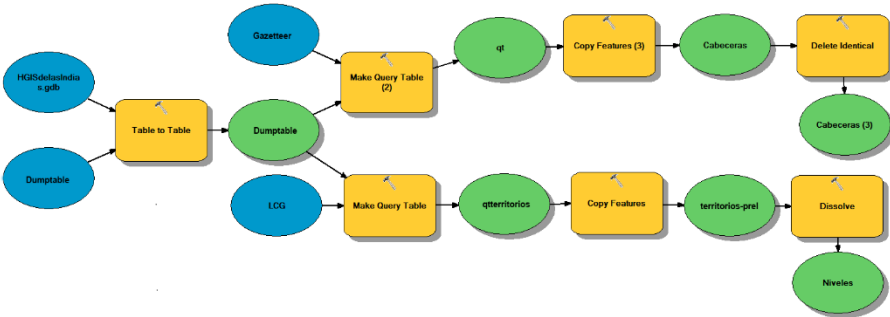 Gazetteer
qt
Copy Features (3)
Cabeceras
Delete Identical
HGISdelasIndia
s.gdb
Make Query Table
(2)
Table to Table
Dumptable
Cabeceras (3)
Dumptable
LCG
Make Query Table
qtterritorios
Copy Features
territorios-prel
Dissolve
Niveles